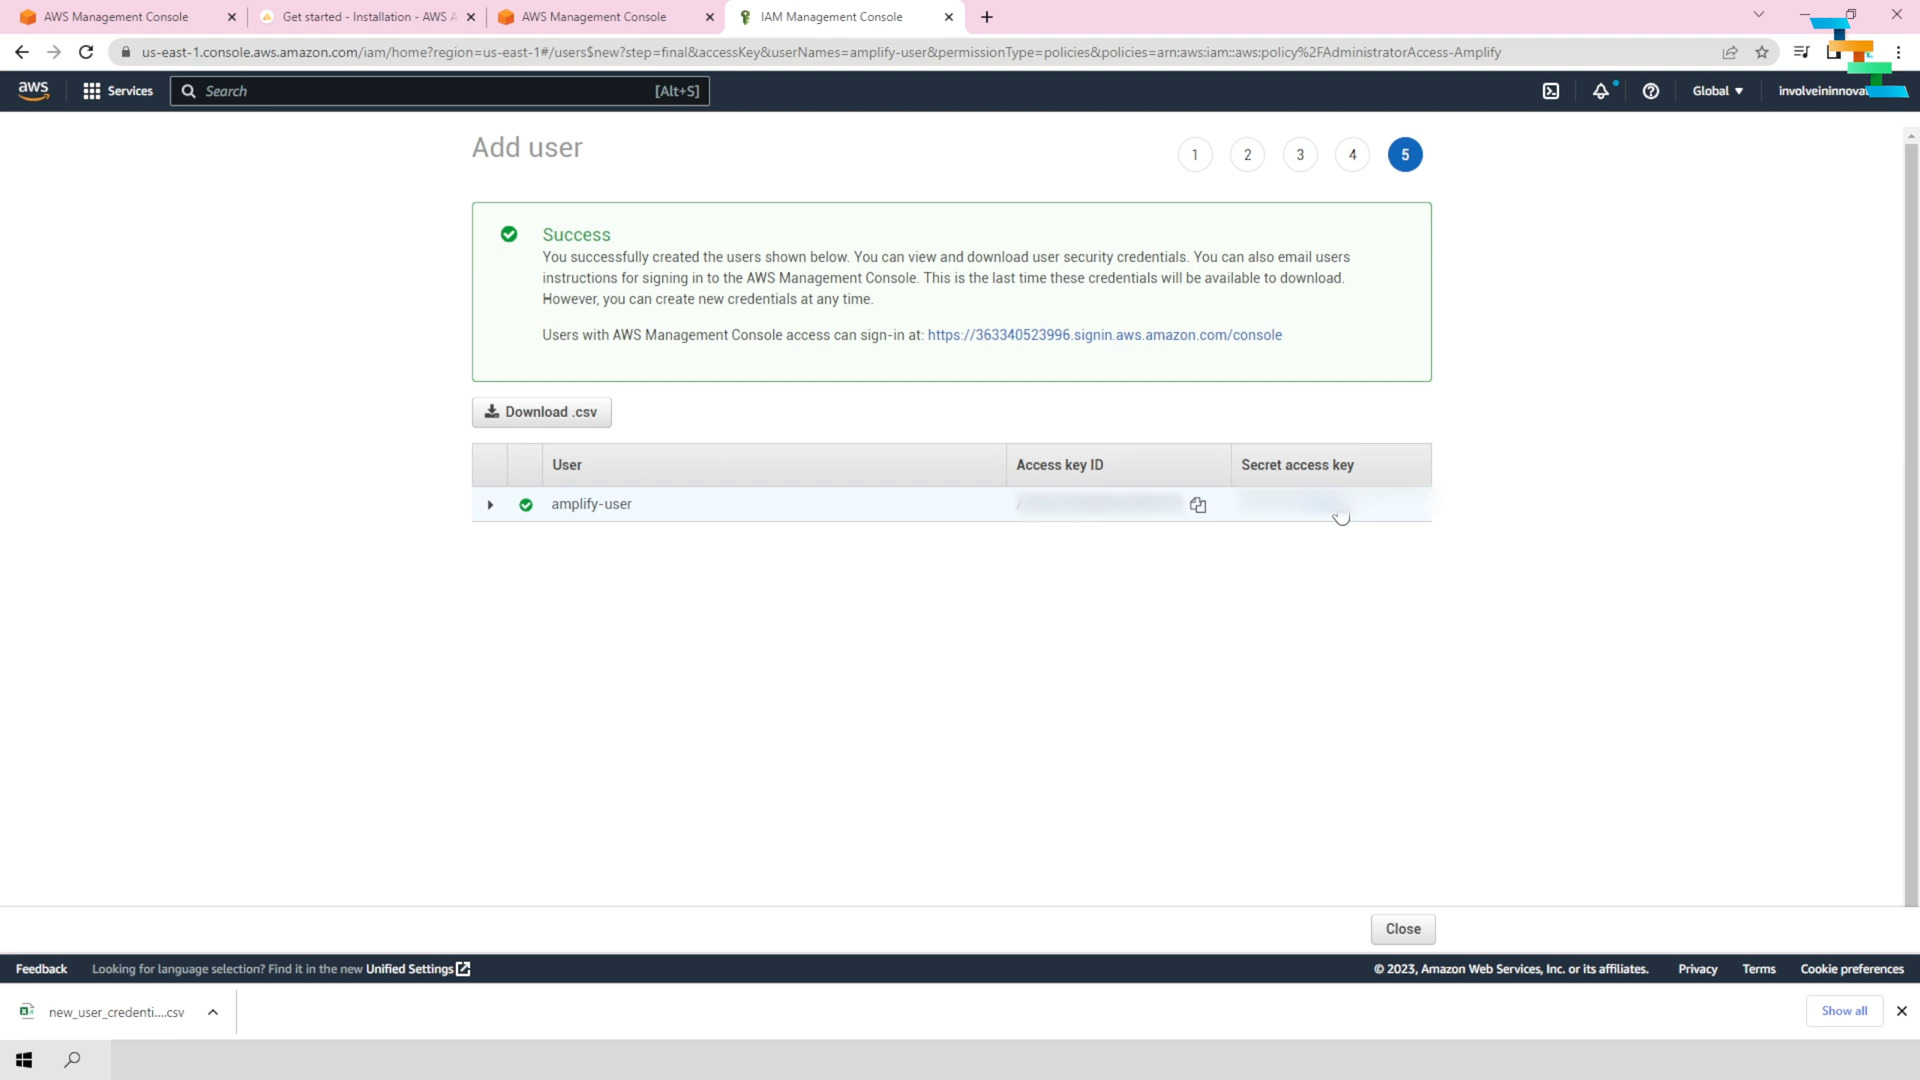 AWS Management Console
Get started - Installation - AWS A
AWS Management Console
IAM Management Console
us-east-1.console.aws.amazon.com/iam/home?region=us-east-1#/users$new?step=final&accessKey&userNames=amplify-user&permissionType=policies&policies=arn:aws:iam::aws:policy%2FAdministratorAccess-Amplify
aws
Services
Search
[Alt+S]
Global
Add user
1
2
3
4
5
Success
You successfully created the users shown below. You can view and download user security credentials. You can also email users
instructions for signing in to the AWS Management Console. This is the last time these credentials will be available to download.
However, you can create new credentials at any time.
Users with AWS Management Console access can sign-in at: https://363340523996.signin.aws.amazon.com/console
Download .csv
User
Access key ID
Secret access key
amplify-user
Close
Feedback
Looking for language selection? Find it in the new Unified Settings
© 2023, Amazon Web Services, Inc. or its affiliates.
Privacy
Terms
Cookie preferences
new_user_credenti....csv
Show all